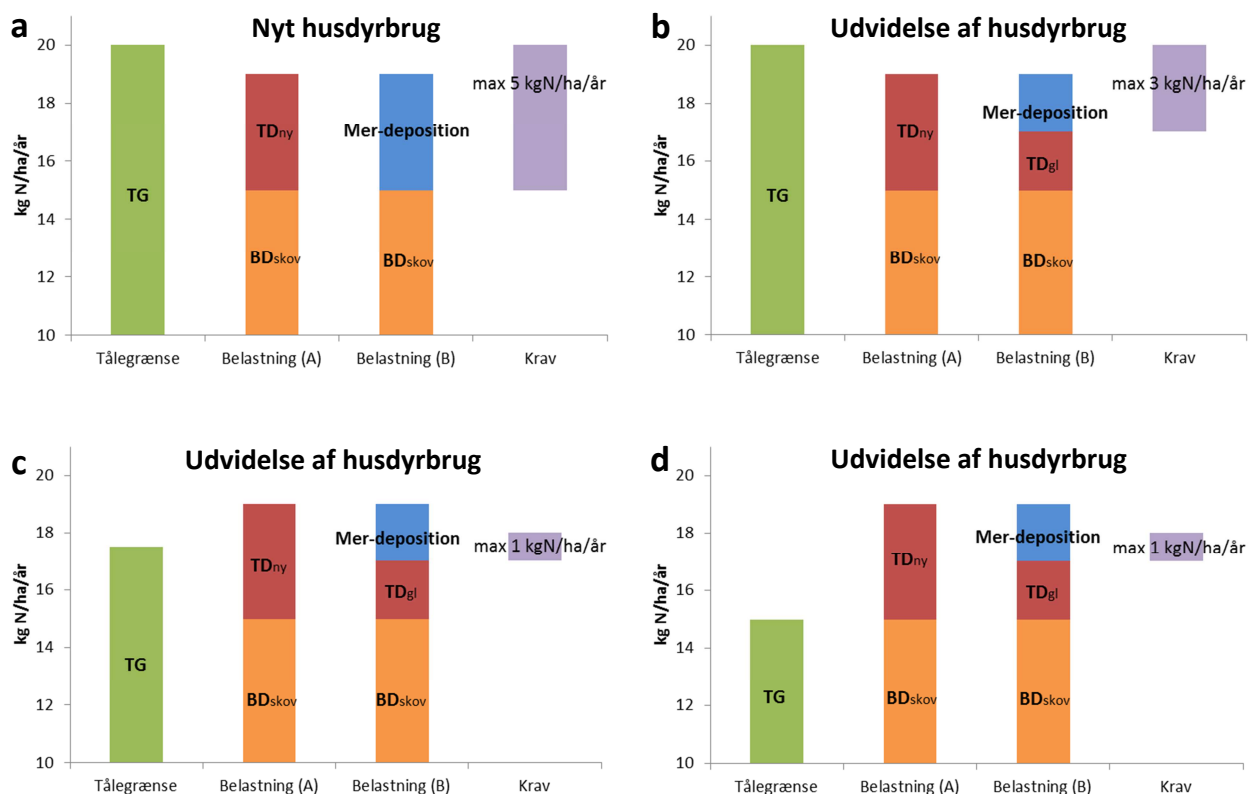 a
Nyt husdyrbrug
kg N/ha/år
20
18
16
14
12
10
TG
TDny
BDskov
Mer-deposition
BDskov
max 5 kgN/ha/år
Tålegrænse
Belastning (A)
Belastning (B)
Krav
b
Udvidelse af husdyrbrug
kg N/ha/år
20
18
16
14
12
10
TG
TDny
BDskov
Mer-deposition
TDgl
BDskov
max 3 kgN/ha/år
Tålegrænse
Belastning (A)
Belastning (B)
Krav
c
Udvidelse af husdyrbrug
kg N/ha/år
20
18
16
14
12
10
TG
TDny
BDskov
Mer-deposition
TDgl
BDskov
max 1 kgN/ha/år
Tålegrænse
Belastning (A)
Belastning (B)
Krav
d
Udvidelse af husdyrbrug
kg N/ha/år
20
18
16
14
12
10
TG
TDny
BDskov
Mer-deposition
TDgl
BDskov
max 1 kgN/ha/år
Tålegrænse
Belastning (A)
Belastning (B)
Krav